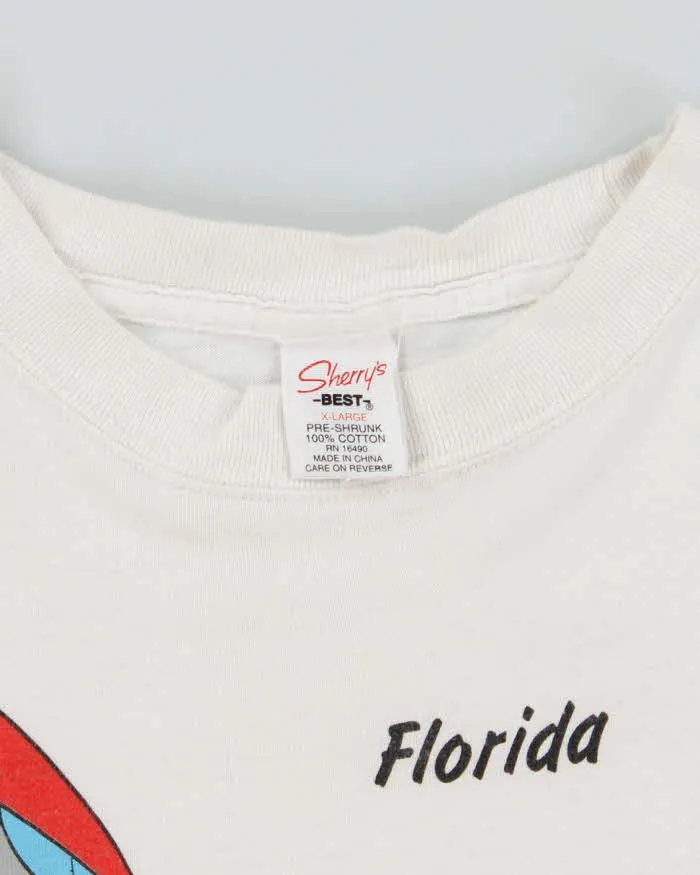 Sherry's
-BEST-®
X-LARGE
PRE-SHRUNK
100% COTTON
RN 16490
MADE IN CHINA
CARE ON REVERSE
Florida